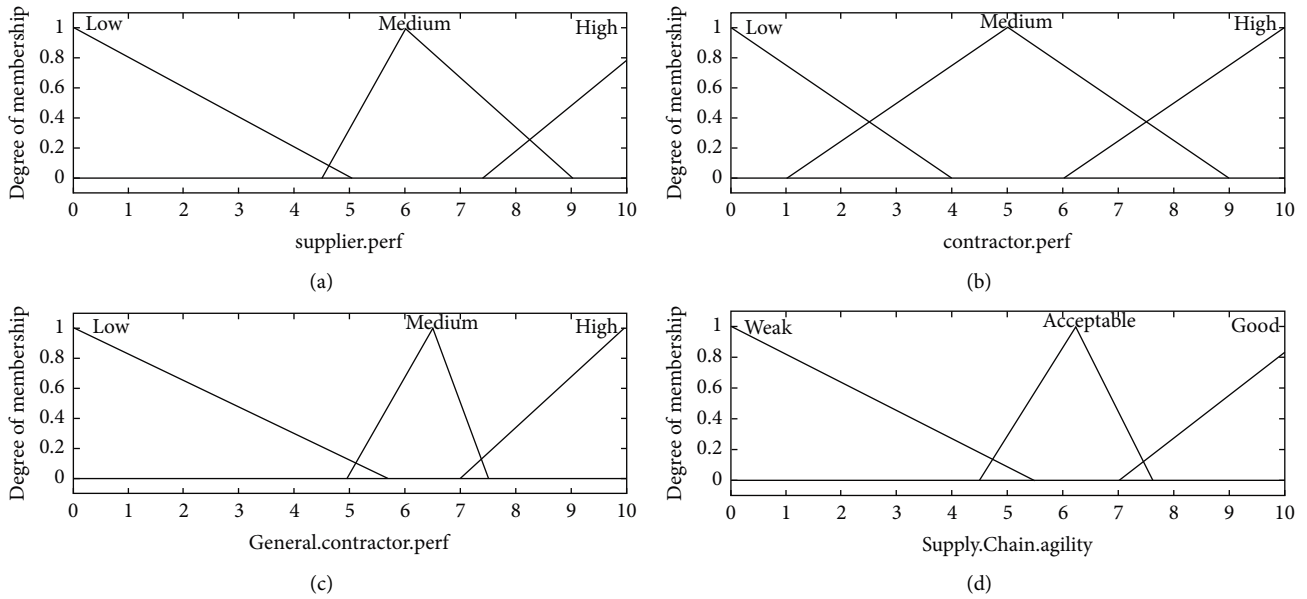 Low Medium High
Degree of membership
1
0.8
0.6
0.4
0.2
0
0 1 2 3 4 5 6 7 8 9 10
supplier.perf
(a)
Low Medium High
Degree of membership
1
0.8
0.6
0.4
0.2
0
0 1 2 3 4 5 6 7 8 9 10
contractor.perf
(b)
Low Medium High
Degree of membership
1
0.8
0.6
0.4
0.2
0
0 1 2 3 4 5 6 7 8 9 10
General.contractor.perf
(c)
Weak Acceptable Good
Degree of membership
1
0.8
0.6
0.4
0.2
0
0 1 2 3 4 5 6 7 8 9 10
Supply.Chain.agility
(d)